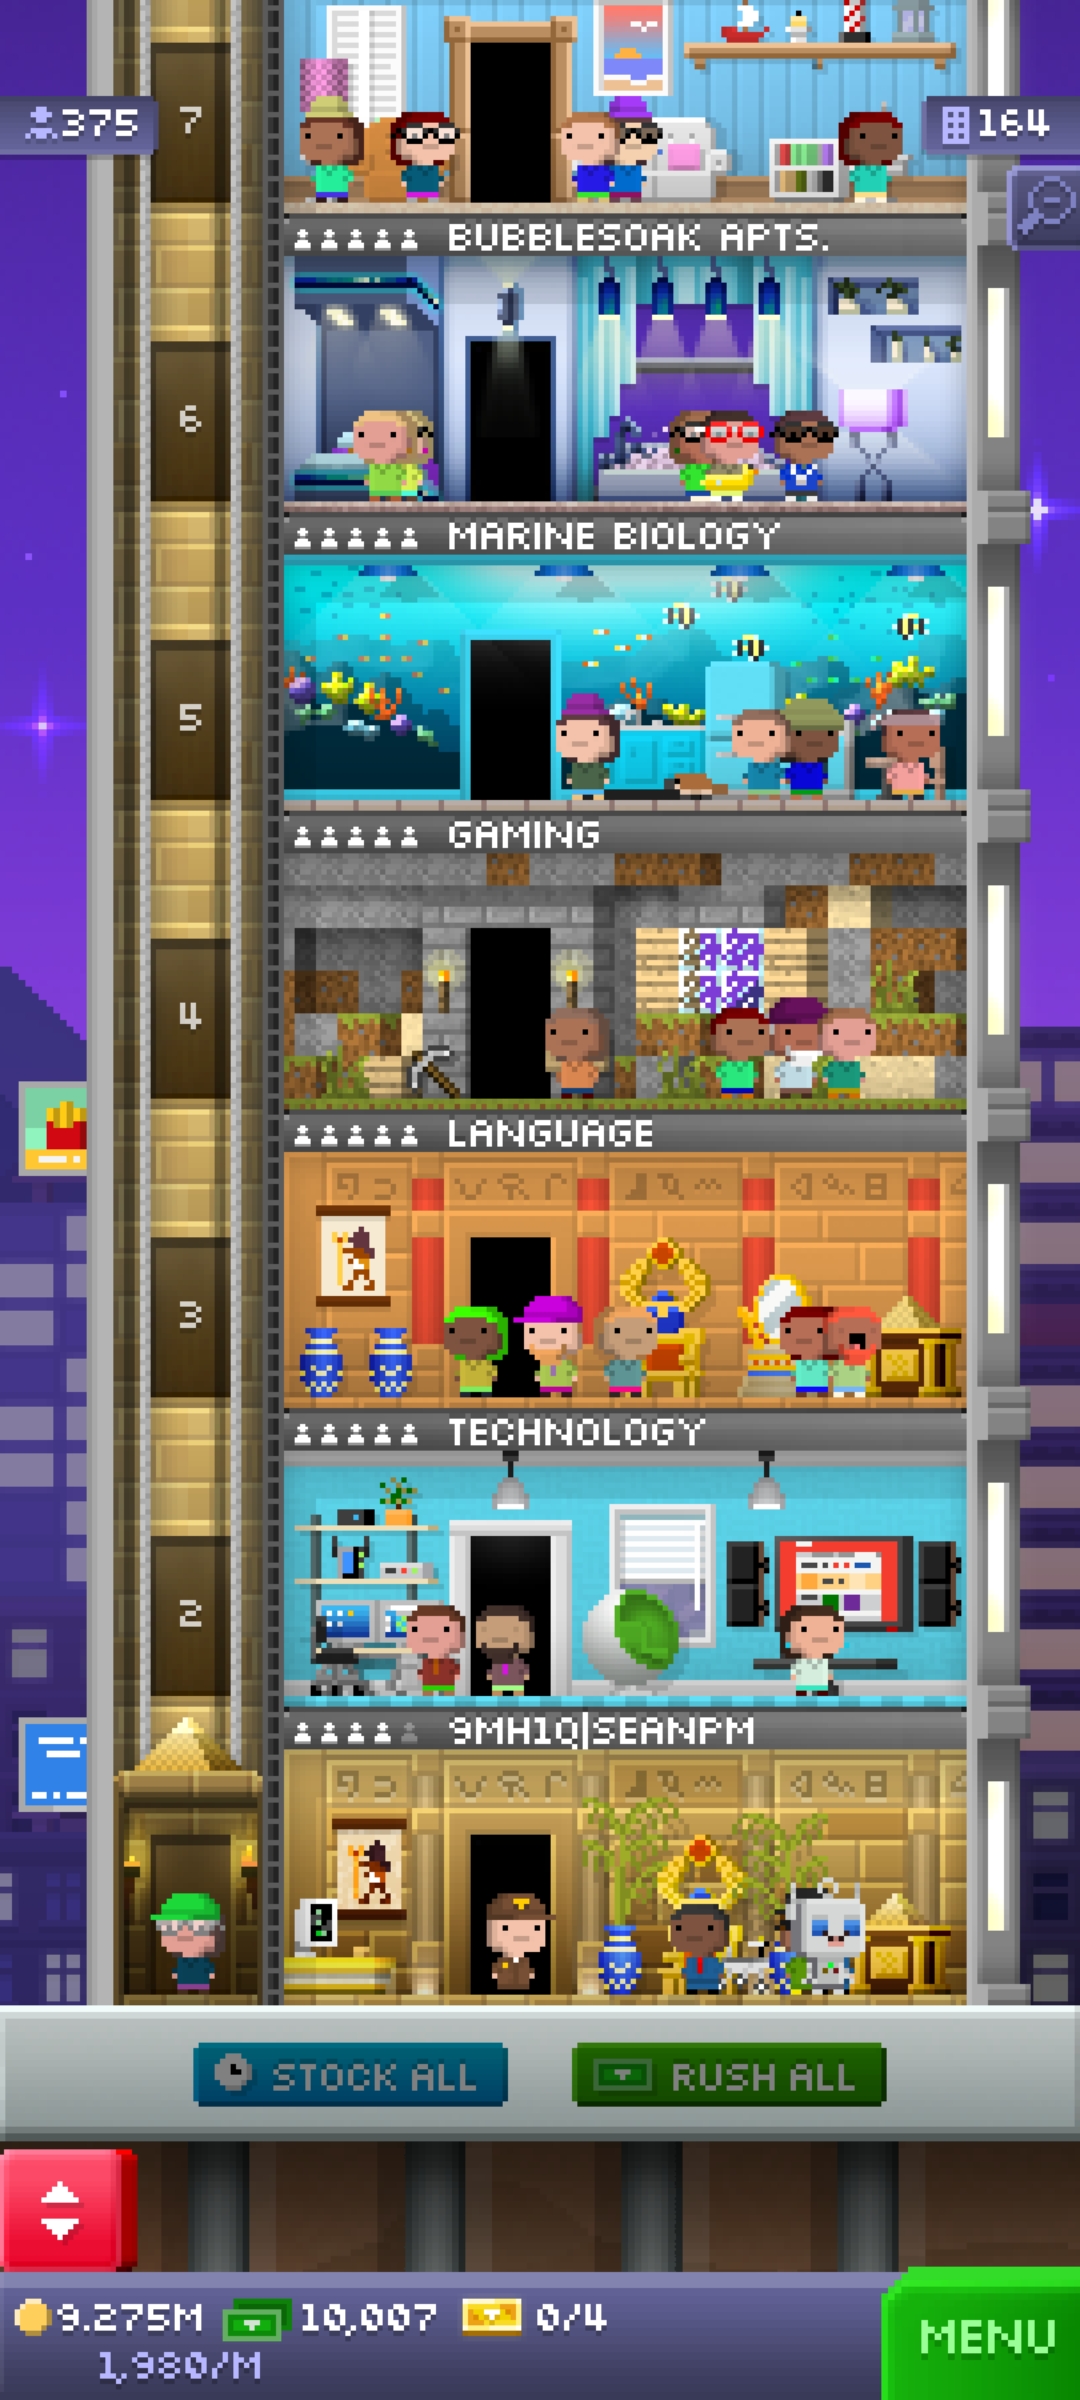 375
7
164
BUBBLESOAK APTS.
6
MARINE BIOLOGY
5
GAMING
4
LANGUAGE
3
TECHNOLOGY
2
9MH1Q|SEANPM
STOCK ALL
RUSH ALL
9.275M
10,007
0/4
1,980/M
MENU